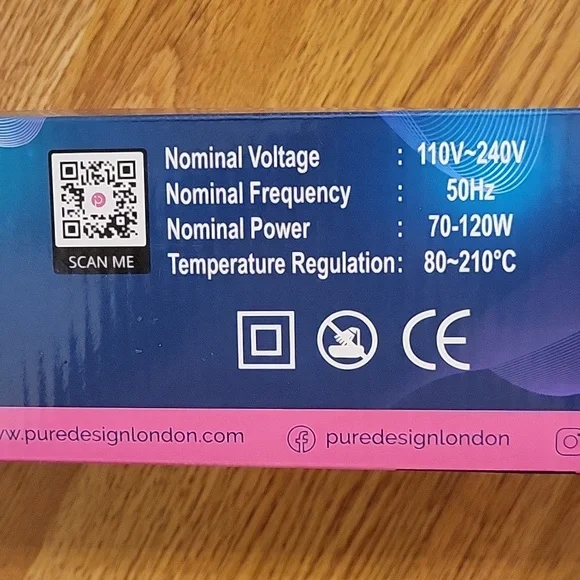 Nominal Voltage : 110V~240V
Nominal Frequency : 50Hz
Nominal Power : 70-120W
Temperature Regulation: 80~210°C
SCAN ME
CE
.puredesignlondon.com
puredesignlondon